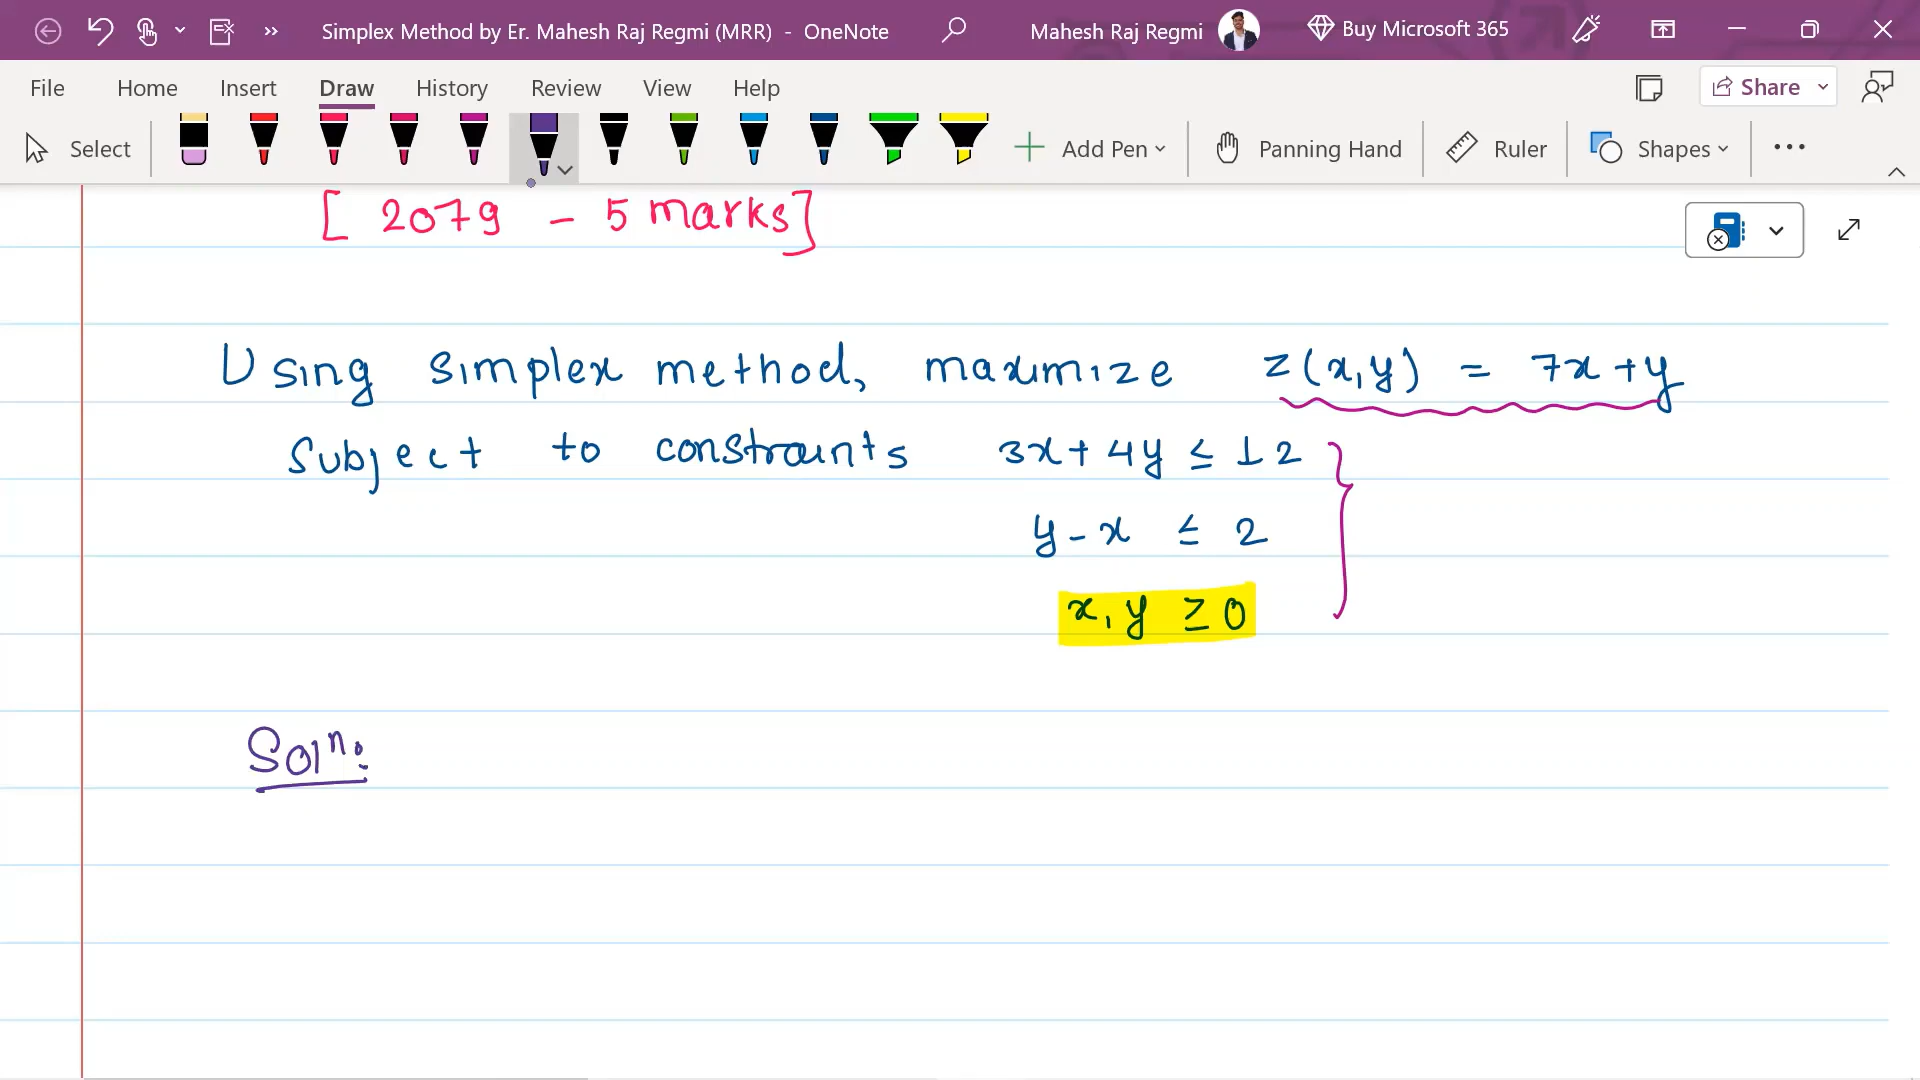 Simplex Method by Er. Mahesh Raj Regmi (MRR) - OneNote
Mahesh Raj Regmi
Buy Microsoft 365
File Home Insert Draw History Review View Help
Share
Select
Add Pen
Panning Hand
Ruler
Shapes
[ 2079 - 5 marks]
Using simplex method, maximize z(x,y) = 7x+y
Subject to constraints 3x+4y ≤ 12
y-x ≤ 2
x, y ≥ 0
Solⁿ: